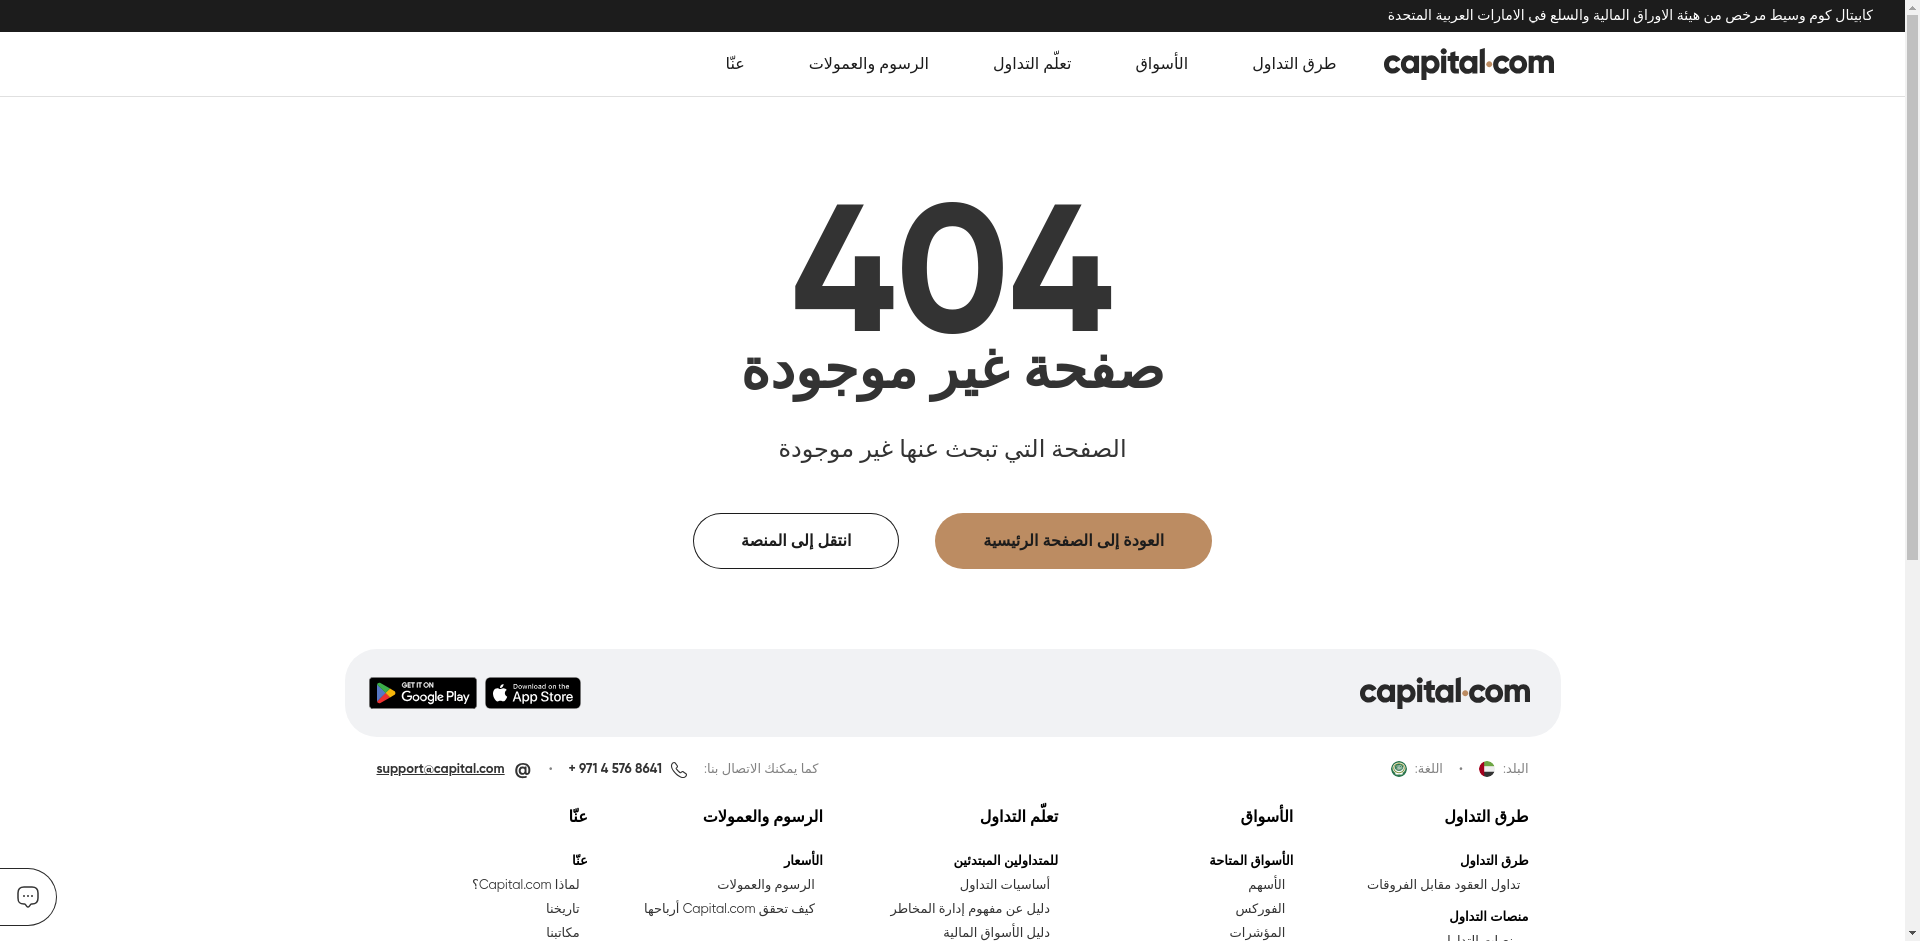 كابيتال كوم وسيط مرخص من هيئة الاوراق المالية والسلع في الامارات العربية المتحدة
capital.com
طرق التداول
الأسواق
تعلّم التداول
الرسوم والعمولات
عنّا
404
صفحة غير موجودة
الصفحة التي تبحث عنها غير موجودة
العودة إلى الصفحة الرئيسية
انتقل إلى المنصة
capital.com
Download on the
App Store
GET IT ON
Google Play
البلد:
•
اللغة:
كما يمكنك الاتصال بنا:
+ 971 4 576 8641
•
@
support@capital.com
طرق التداول
طرق التداول
تداول العقود مقابل الفروقات
منصات التداول
الأسواق
الأسواق المتاحة
الأسهم
الفوركس
المؤشرات
تعلّم التداول
للمتداولين المبتدئين
أساسيات التداول
دليل عن مفهوم إدارة المخاطر
دليل الأسواق المالية
الرسوم والعمولات
الأسعار
الرسوم والعمولات
كيف تحقق Capital.com أرباحها
عنّا
عنّا
لماذا Capital.com؟
تاريخنا
مكاتبنا